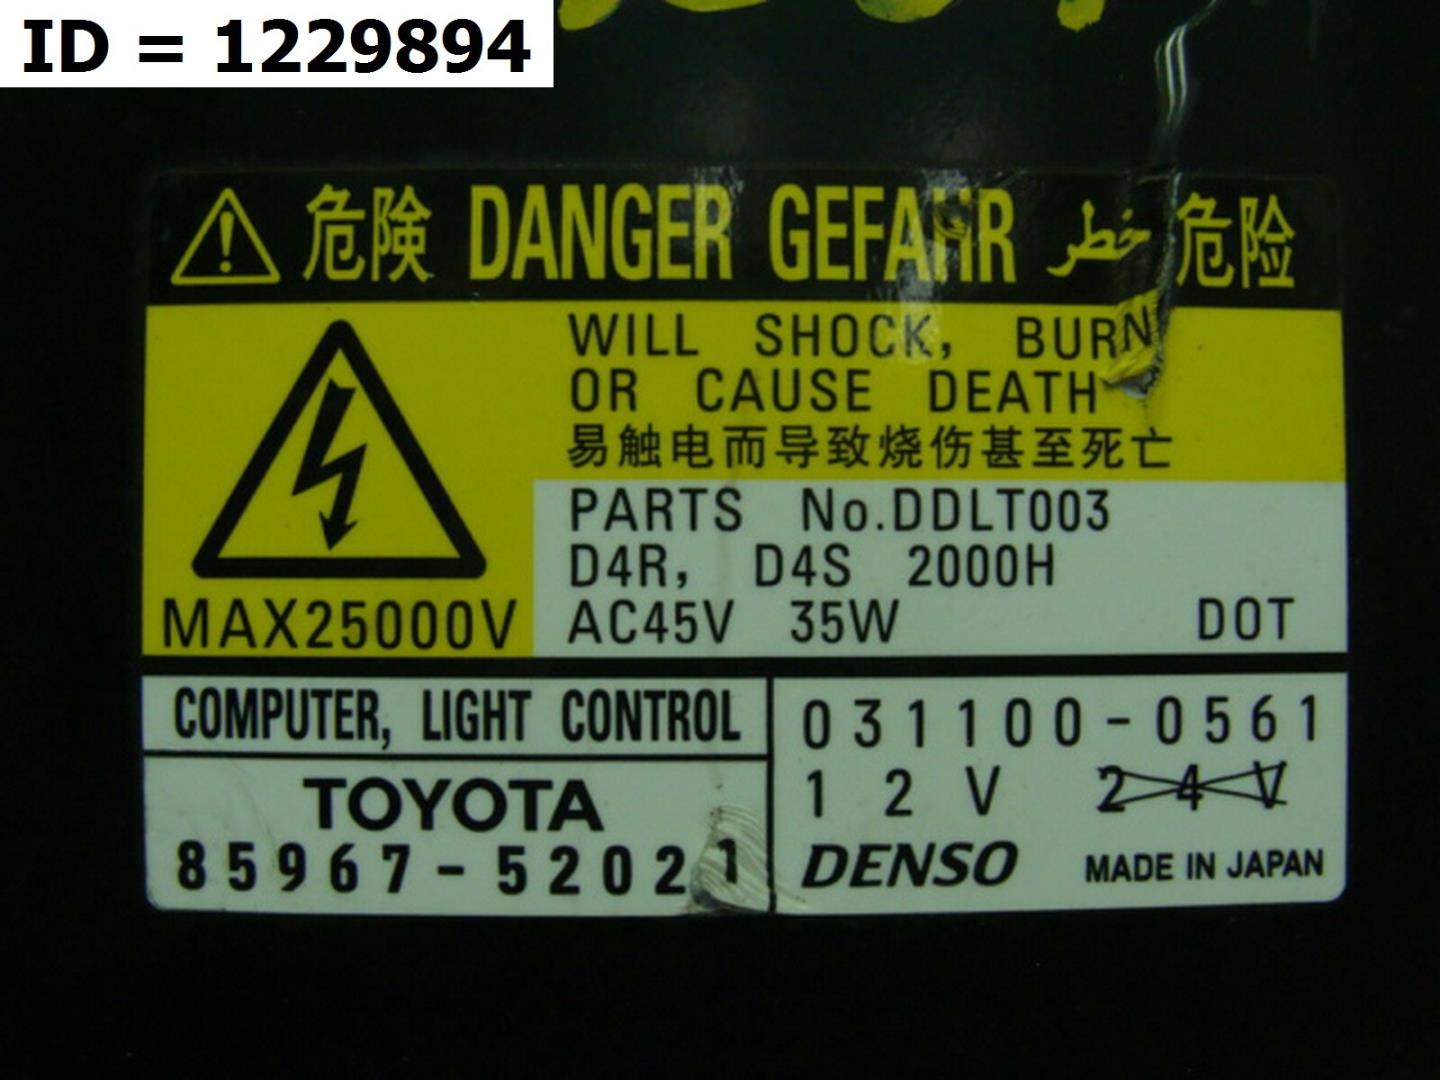 ID = 1229894
危険 DANGER GEFAHR خطر 危险
WILL SHOCK, BURN
OR CAUSE DEATH
易触电而导致烧伤甚至死亡
MAX25000V
PARTS No.DDLT003
D4R, D4S 2000H
AC45V 35W DOT
COMPUTER, LIGHT CONTROL
TOYOTA
85967-52021
031100-0561
12V 24V
DENSO MADE IN JAPAN